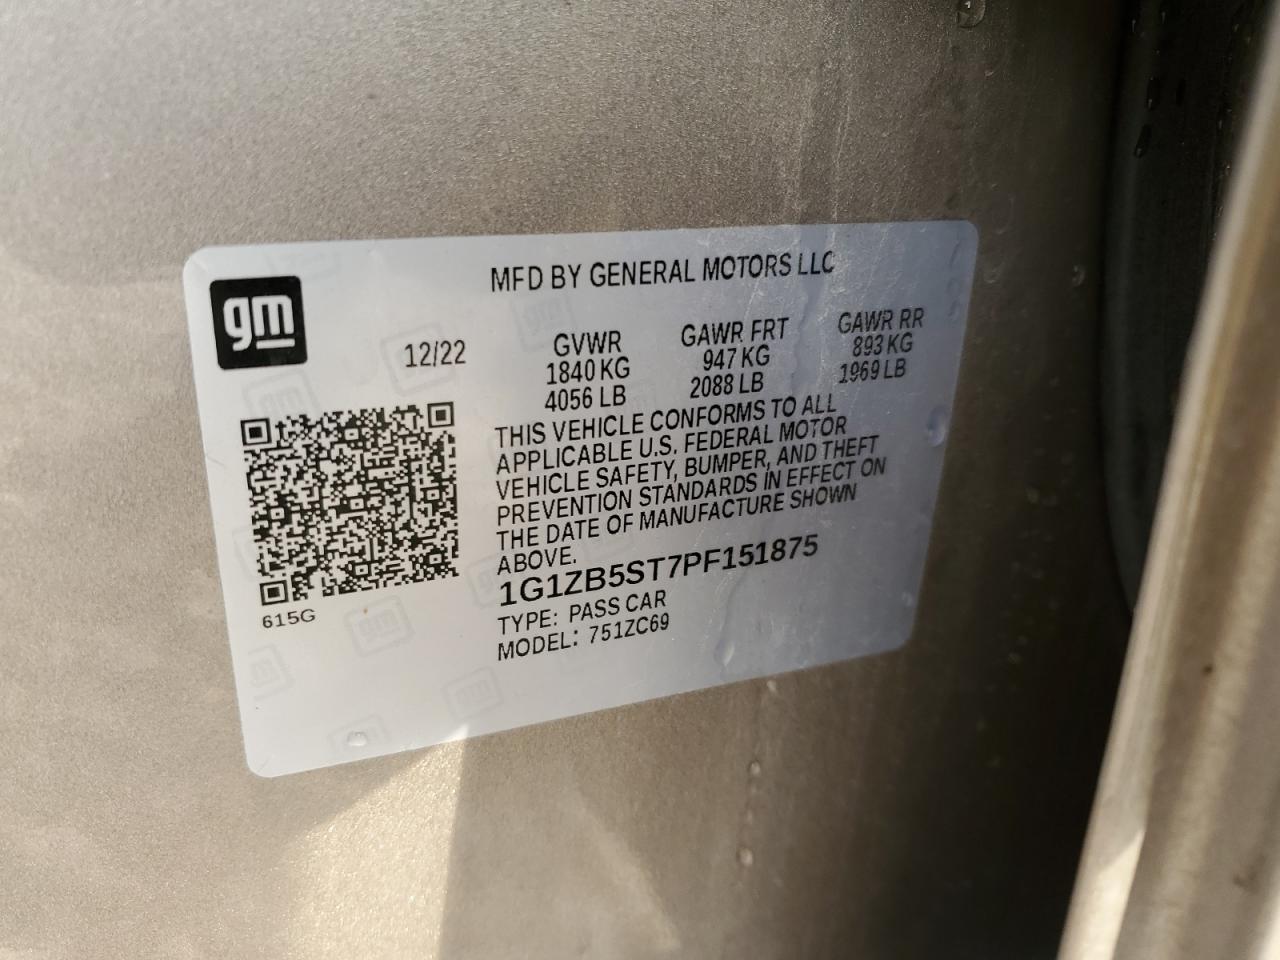 gm
MFD BY GENERAL MOTORS LLC
12/22
GVWR
1840 KG
4056 LB
GAWR FRT
947 KG
2088 LB
GAWR RR
893 KG
1969 LB
THIS VEHICLE CONFORMS TO ALL
APPLICABLE U.S. FEDERAL MOTOR
VEHICLE SAFETY, BUMPER, AND THEFT
PREVENTION STANDARDS IN EFFECT ON
THE DATE OF MANUFACTURE SHOWN
ABOVE.
1G1ZB5ST7PF151875
TYPE: PASS CAR
MODEL: 751ZC69
615G